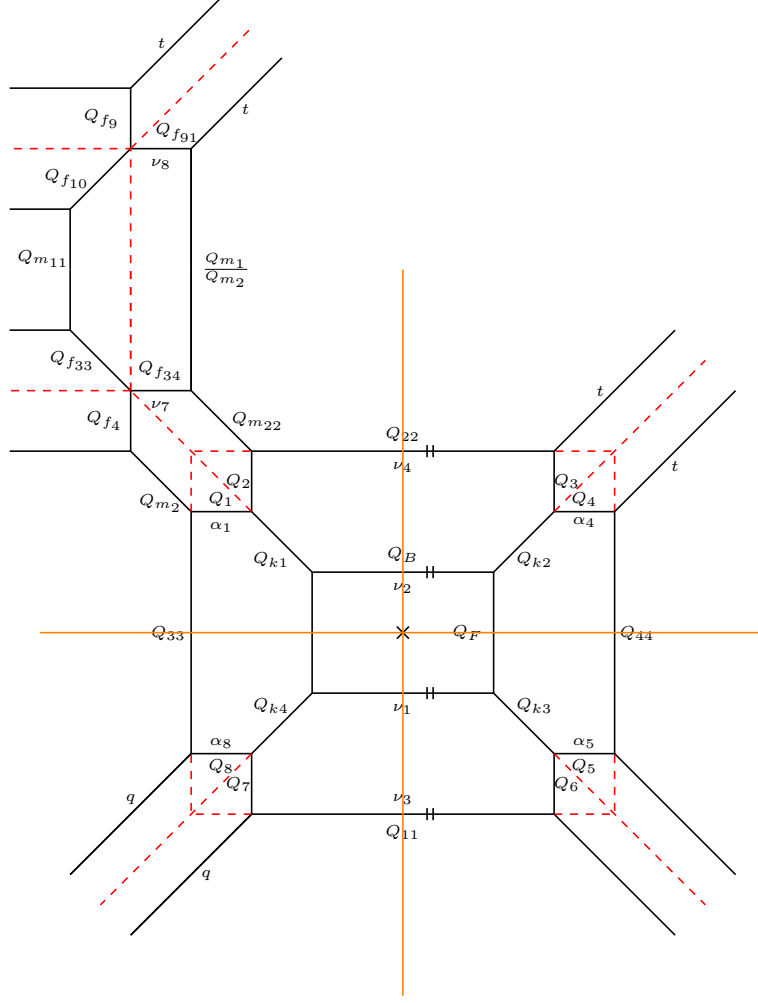 t
Q_{f_9}
t
Q_{f_{91}}
ν_8
Q_{f_{10}}
Q_{m_{11}}
Q_{m_1}
Q_{m_2}
Q_{f_{33}}
Q_{f_{34}}
ν_7
t
Q_{f_4}
Q_{m_{22}}
Q_{22}
ν_4
t
Q_2
Q_3
Q_{m_2}
Q_1
Q_4
α_1
α_4
Q_{k1}
Q_B
Q_{k2}
ν_2
Q_{33}
Q_F
Q_{44}
Q_{k4}
ν_1
Q_{k3}
α_8
α_5
Q_8
Q_5
Q_7
Q_6
q
ν_3
Q_{11}
q